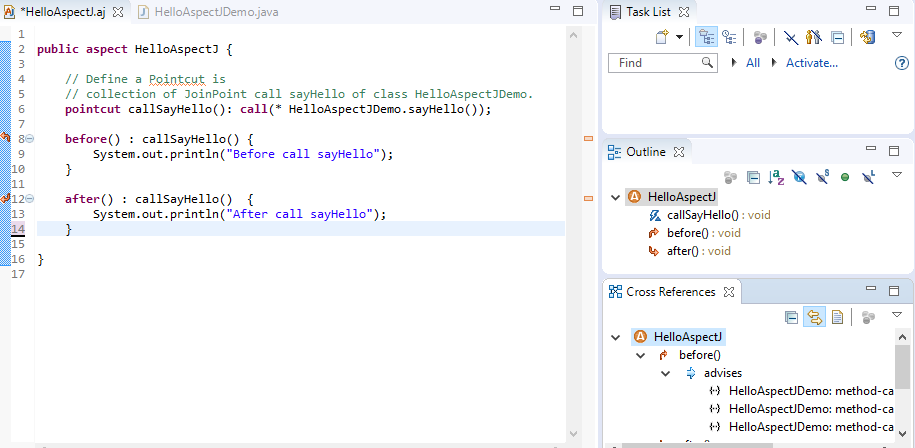 *HelloAspectJ.aj
HelloAspectJDemo.java
1
2 public aspect HelloAspectJ {
3
4 // Define a Pointcut is
5 // collection of JoinPoint call sayHello of class HelloAspectJDemo.
6 pointcut callSayHello(): call(* HelloAspectJDemo.sayHello());
7
8 before() : callSayHello() {
9 System.out.println("Before call sayHello");
10 }
11
12 after() : callSayHello()  {
13 System.out.println("After call sayHello");
14 }
15
16 }
17
Task List
Find
All
Activate...
Outline
HelloAspectJ
callSayHello() : void
before() : void
after() : void
Cross References
HelloAspectJ
before()
advises
HelloAspectJDemo: method-ca
HelloAspectJDemo: method-ca
HelloAspectJDemo: method-ca